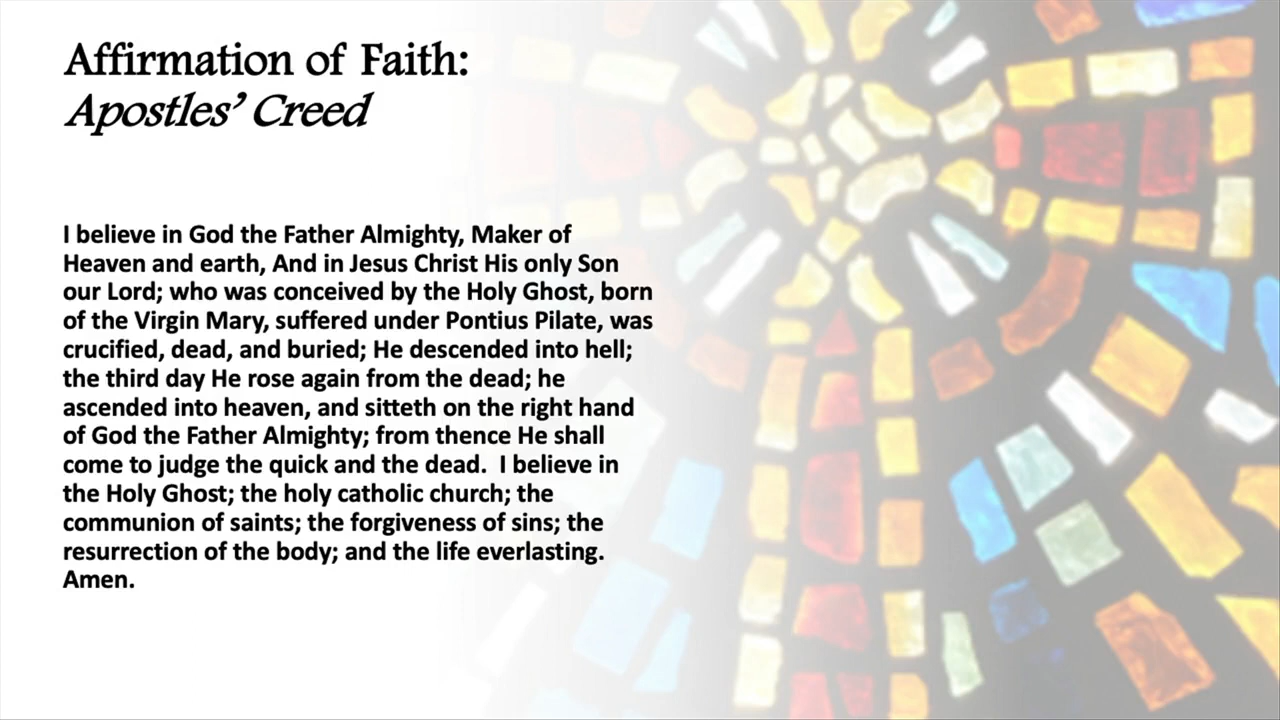 Affirmation of Faith:
Apostles’ Creed
I believe in God the Father Almighty, Maker of
Heaven and earth, And in Jesus Christ His only Son
our Lord; who was conceived by the Holy Ghost, born
of the Virgin Mary, suffered under Pontius Pilate, was
crucified, dead, and buried; He descended into hell;
the third day He rose again from the dead; he
ascended into heaven, and sitteth on the right hand
of God the Father Almighty; from thence He shall
come to judge the quick and the dead.  I believe in
the Holy Ghost; the holy catholic church; the
communion of saints; the forgiveness of sins; the
resurrection of the body; and the life everlasting.
Amen.